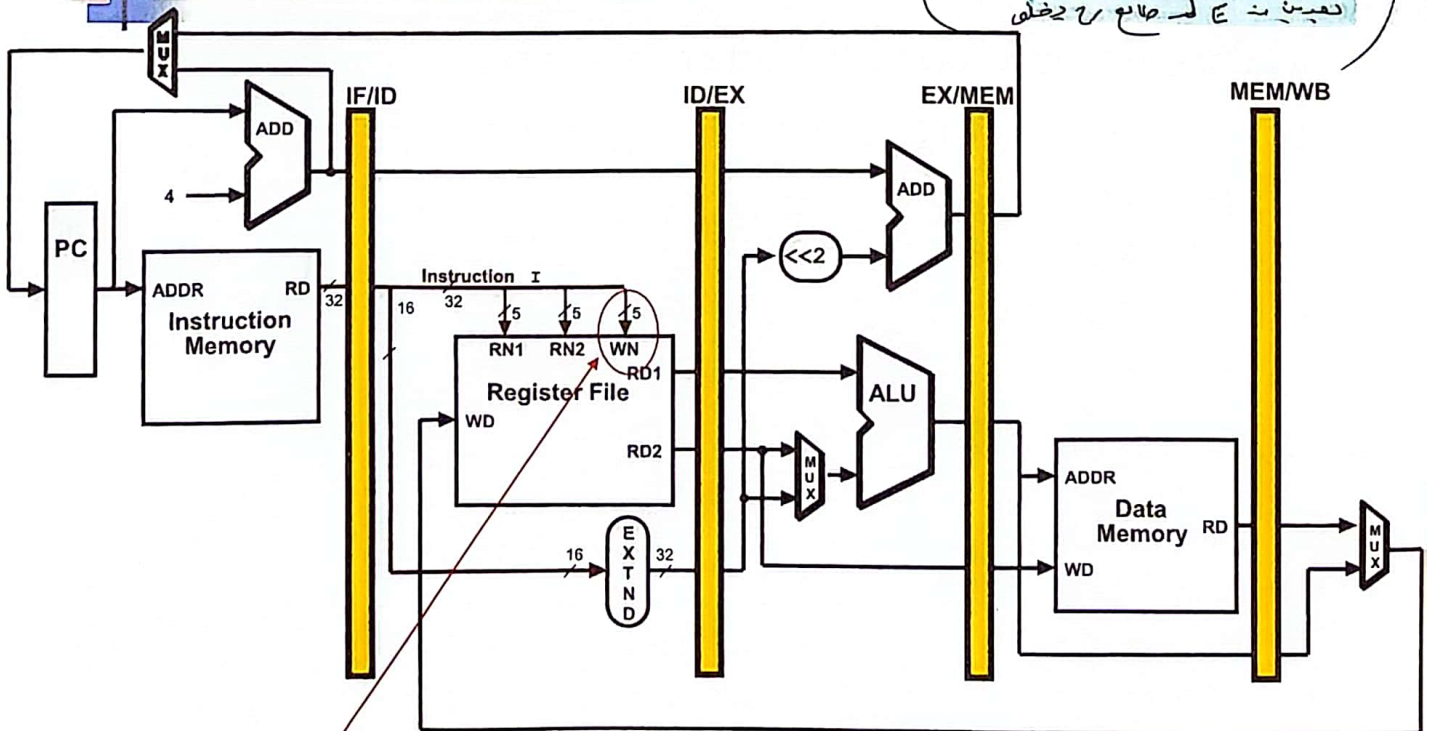 MUX
ADD
4
PC
ADDR
RD
32
Instruction
Memory
IF/ID
16
Instruction I
32
5
5
5
RN1
RN2
WN
RD1
Register File
WD
RD2
16
EXTND
32
ID/EX
ADD
<<2
ALU
MUX
EX/MEM
ADDR
Data
Memory
RD
WD
MEM/WB
MUX